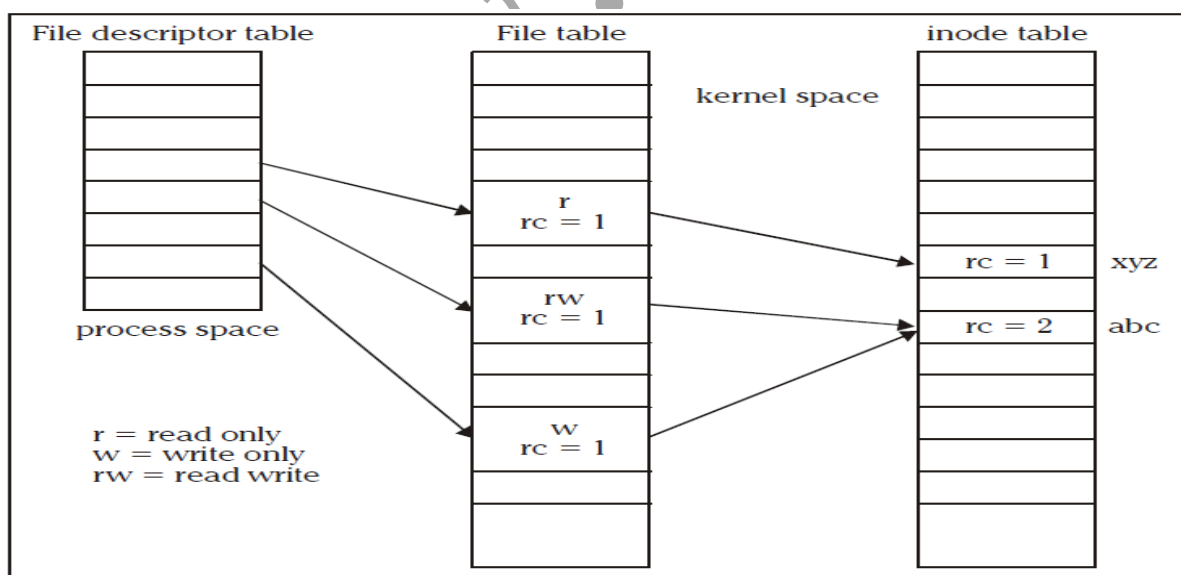 File descriptor table
File table
inode table
kernel space
r
rc = 1
rc = 1
xyz
rw
rc = 1
rc = 2
abc
process space
w
rc = 1
r = read only
w = write only
rw = read write